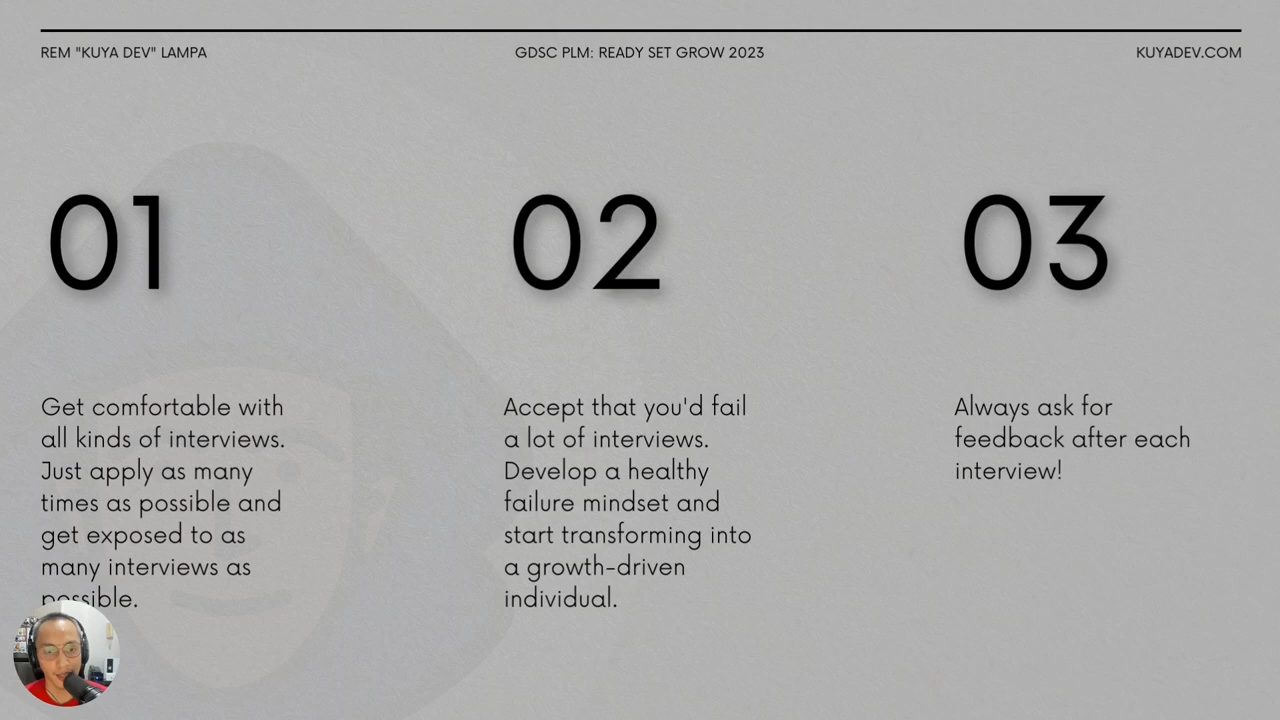 REM "KUYA DEV" LAMPA
GDSC PLM: READY SET GROW 2023
KUYADEV.COM
01
Get comfortable with
all kinds of interviews.
Just apply as many
times as possible and
get exposed to as
many interviews as
possible.
02
Accept that you'd fail
a lot of interviews.
Develop a healthy
failure mindset and
start transforming into
a growth-driven
individual.
03
Always ask for
feedback after each
interview!